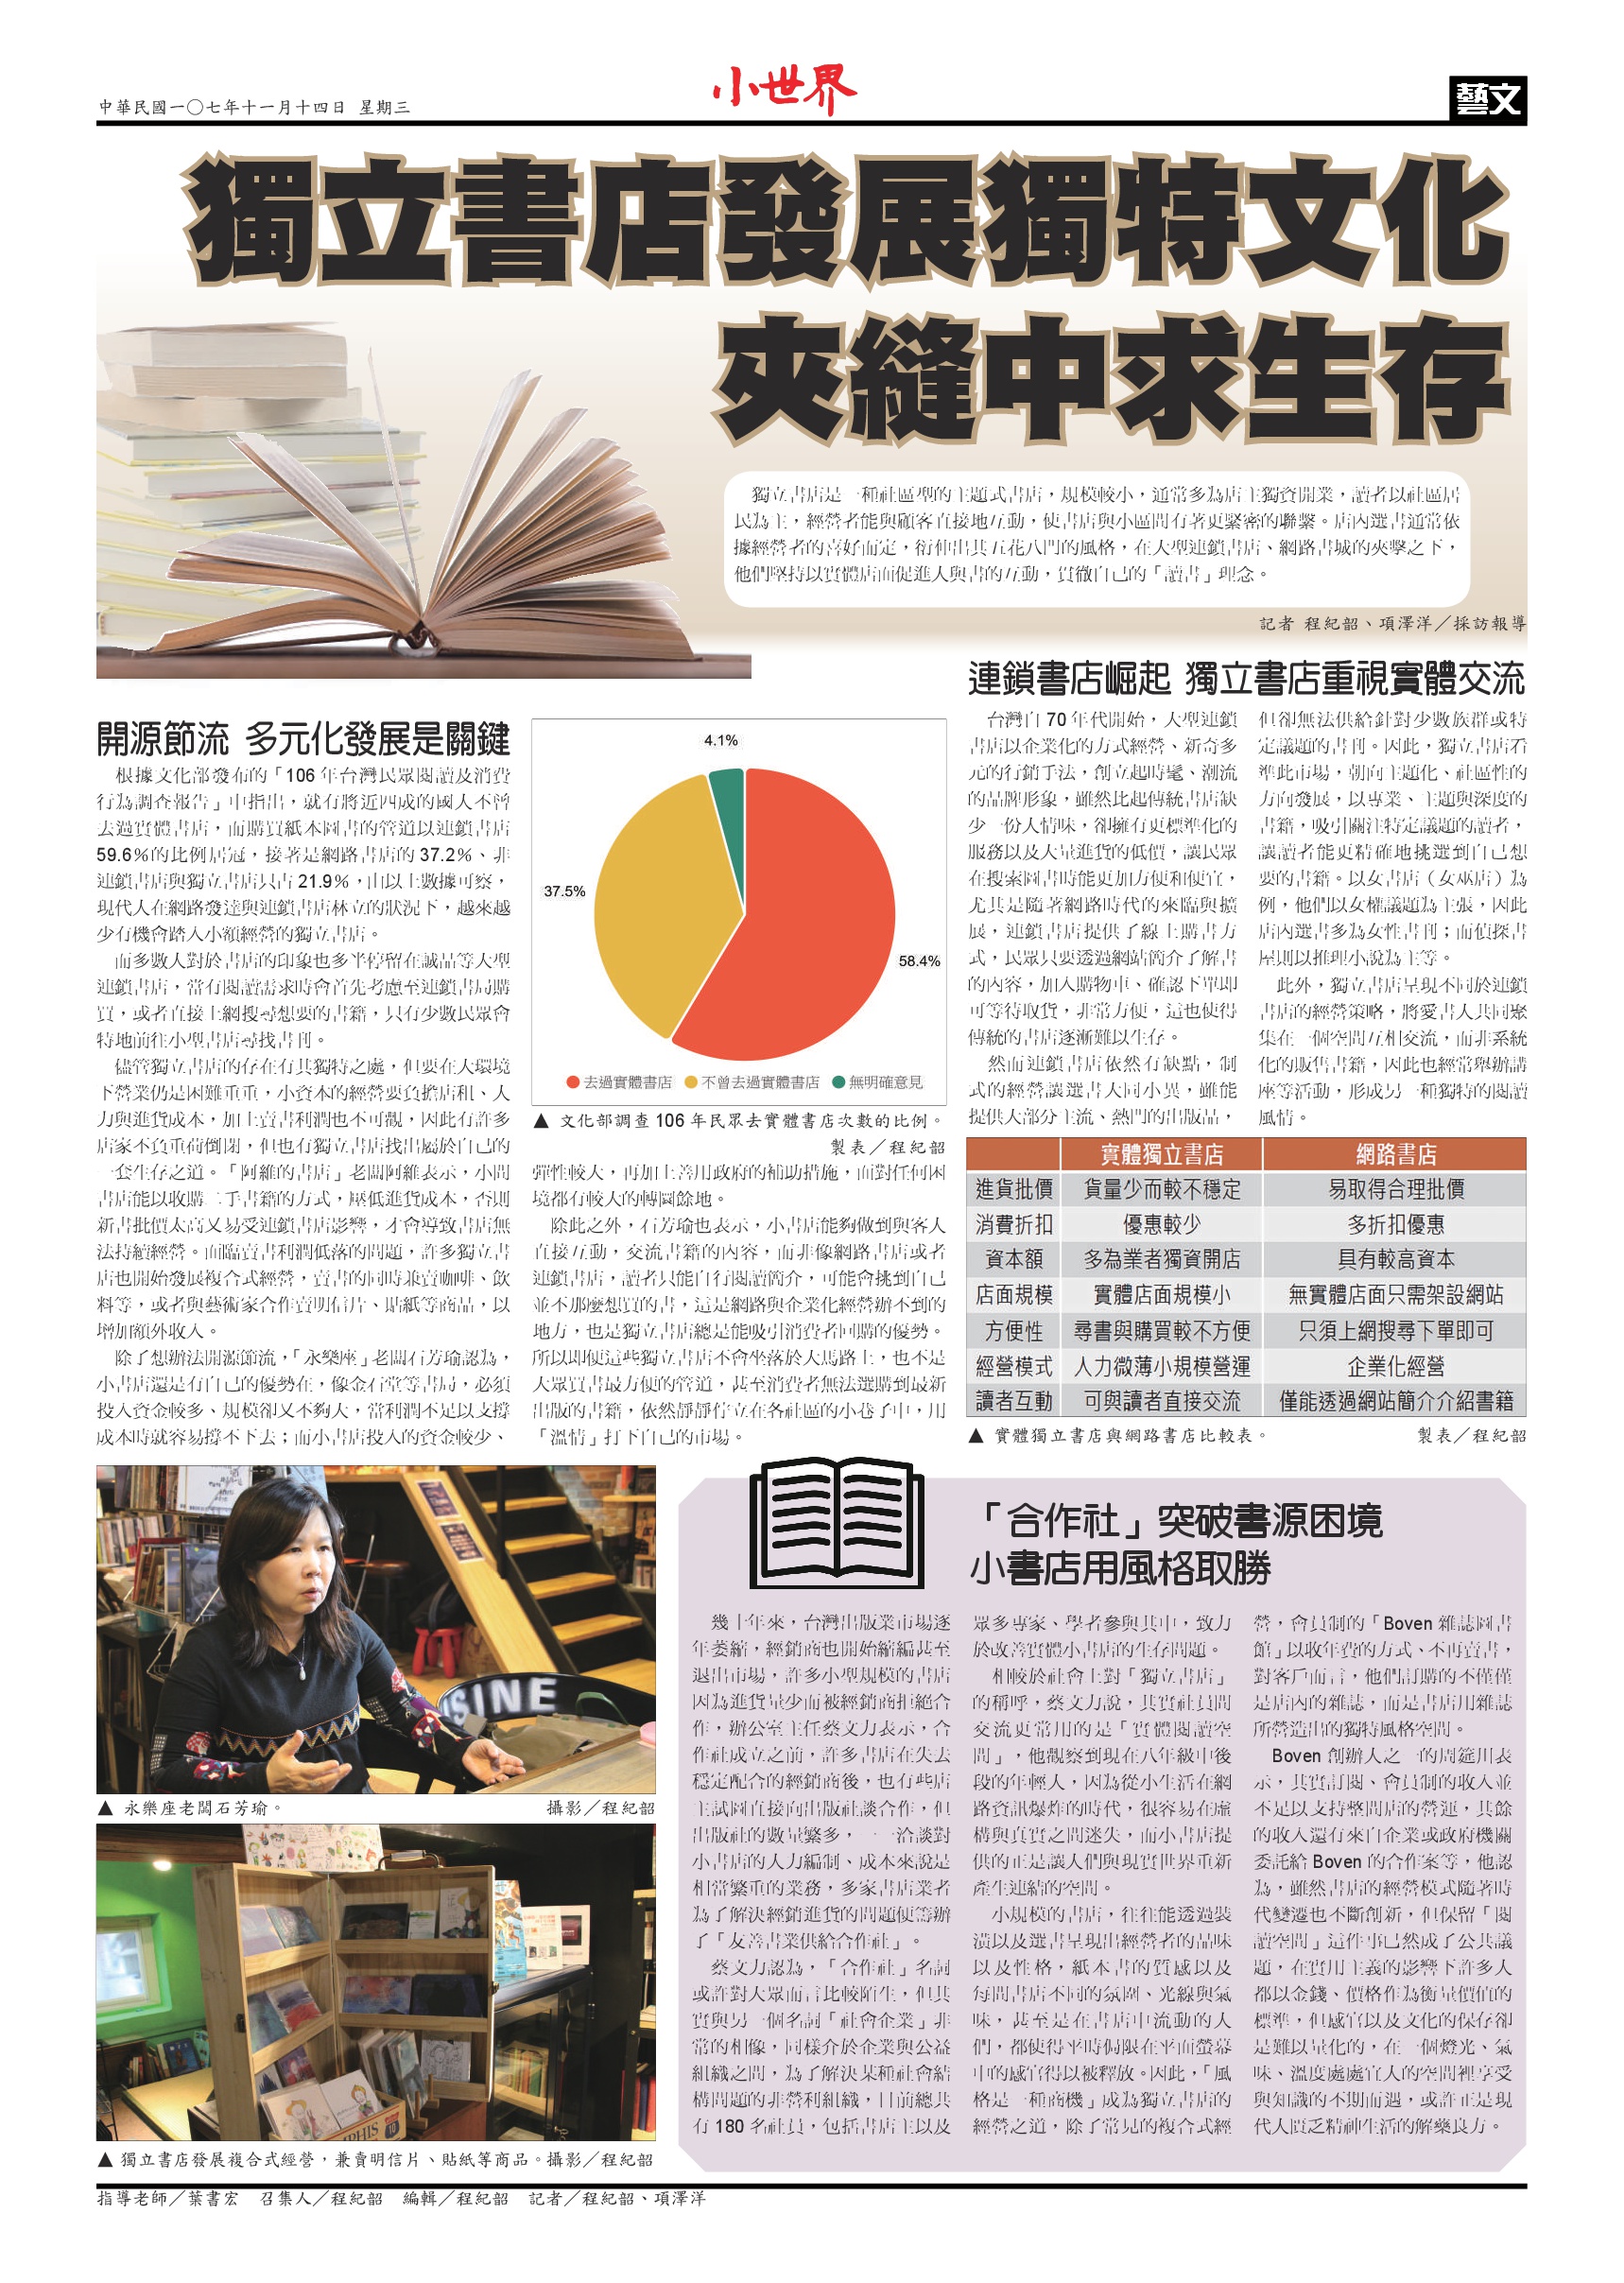 中華民國一〇七年十一月十四日 星期三
小世界
藝文
獨立書店發展獨特文化
夾縫中求生存
獨立書店是一種社區型的主題式書店，規模較小，通常多為店主獨資開業，讀者以社區居
民為主，經營者能與顧客直接地互動，使書店與小區間有著更緊密的聯繫。店內選書通常依
據經營者的喜好而定，衍伸出其五花八門的風格，在大型連鎖書店、網路書城的夾擊之下，
他們堅持以實體店面促進人與書的互動，貫徹自己的「讀書」理念。
記者 程紀韶、項澤洋／採訪報導
連鎖書店崛起 獨立書店重視實體交流
台灣自 70 年代開始，大型連鎖
書店以企業化的方式經營、新奇多
元的行銷手法，創立起時髦、潮流
的品牌形象，雖然比起傳統書店缺
少一份人情味，卻擁有更標準化的
服務以及大量進貨的低價，讓民眾
在搜索圖書時能更加方便和便宜，
尤其是隨著網路時代的來臨與擴
展，連鎖書店提供了線上購書方
式，民眾只要透過網站簡介了解書
的內容，加入購物車、確認下單即
可等待取貨，非常方便，這也使得
傳統的書店逐漸難以生存。
然而連鎖書店依然有缺點，制
式的經營讓選書大同小異，雖能
提供大部分主流、熱門的出版品，
但卻無法供給針對少數族群或特
定議題的書刊。因此，獨立書店看
準此市場，朝向主題化、社區性的
方向發展，以專業、主題與深度的
書籍，吸引關注特定議題的讀者，
讓讀者能更精確地挑選到自己想
要的書籍。以女書店（女巫店）為
例，他們以女權議題為主張，因此
店內選書多為女性書刊；而偵探書
屋則以推理小說為主等。
此外，獨立書店呈現不同於連鎖
書店的經營策略，將愛書人共同聚
集在一個空間互相交流，而非系統
化的販售書籍，因此也經常舉辦講
座等活動，形成另一種獨特的閱讀
風情。
開源節流 多元化發展是關鍵
根據文化部發布的「106 年台灣民眾閱讀及消費
行為調查報告」中指出，就有將近四成的國人不曾
去過實體書店，而購買紙本圖書的管道以連鎖書店
59.6%的比例居冠，接著是網路書店的 37.2%、非
連鎖書店與獨立書店只占 21.9%，由以上數據可察，
現代人在網路發達與連鎖書店林立的狀況下，越來越
少有機會踏入小額經營的獨立書店。
而多數人對於書店的印象也多半停留在誠品等大型
連鎖書店，當有閱讀需求時會首先考慮至連鎖書局購
買，或者直接上網搜尋想要的書籍，只有少數民眾會
特地前往小型書店尋找書刊。
儘管獨立書店的存在有其獨特之處，但要在大環境
下營業仍是困難重重，小資本的經營要負擔店租、人
力與進貨成本，加上賣書利潤也不可觀，因此有許多
店家不負重荷倒閉，但也有獨立書店找出屬於自己的
一套生存之道。「阿維的書店」老闆阿維表示，小間
書店能以收購二手書籍的方式，壓低進貨成本，否則
新書批價太高又易受連鎖書店影響，才會導致書店無
法持續經營。面臨賣書利潤低落的問題，許多獨立書
店也開始發展複合式經營，賣書的同時兼賣咖啡、飲
料等，或者與藝術家合作賣明信片、貼紙等商品，以
增加額外收入。
除了想辦法開源節流，「永樂座」老闆石芳瑜認為，
小書店還是有自己的優勢在，像金石堂等書局，必須
投入資金較多、規模卻又不夠大，當利潤不足以支撐
成本時就容易撐不下去；而小書店投入的資金較少、
4.1%
37.5%
58.4%
去過實體書店 不曾去過實體書店 無明確意見
▲ 文化部調查 106 年民眾去實體書店次數的比例。
製表／程紀韶
彈性較大，再加上善用政府的補助措施，面對任何困
境都有較大的轉圜餘地。
除此之外，石芳瑜也表示，小書店能夠做到與客人
直接互動，交流書籍的內容，而非像網路書店或者
連鎖書店，讀者只能自行閱讀簡介，可能會挑到自己
並不那麼想買的書，這是網路與企業化經營辦不到的
地方，也是獨立書店總是能吸引消費者回購的優勢。
所以即便這些獨立書店不會坐落於大馬路上，也不是
大眾買書最方便的管道，甚至消費者無法選購到最新
出版的書籍，依然靜靜佇立在各社區的小巷子中，用
「溫情」打下自己的市場。
實體獨立書店 網路書店
進貨批價 貨量少而較不穩定 易取得合理批價
消費折扣 優惠較少 多折扣優惠
資本額 多為業者獨資開店 具有較高資本
店面規模 實體店面規模小 無實體店面只需架設網站
方便性 尋書與購買較不方便 只須上網搜尋下單即可
經營模式 人力微薄小規模營運 企業化經營
讀者互動 可與讀者直接交流 僅能透過網站簡介介紹書籍
▲ 實體獨立書店與網路書店比較表。 製表／程紀韶
▲ 永樂座老闆石芳瑜。 攝影／程紀韶
▲ 獨立書店發展複合式經營，兼賣明信片、貼紙等商品。攝影／程紀韶
「合作社」突破書源困境
小書店用風格取勝
幾十年來，台灣出版業市場逐
年萎縮，經銷商也開始縮編甚至
退出市場，許多小型規模的書店
因為進貨量少而被經銷商拒絕合
作，辦公室主任蔡文力表示，合
作社成立之前，許多書店在失去
穩定配合的經銷商後，也有些店
主試圖直接向出版社談合作，但
出版社的數量繁多，一一洽談對
小書店的人力編制、成本來說是
相當繁重的業務，多家書店業者
為了解決經銷進貨的問題便籌辦
了「友善書業供給合作社」。
蔡文力認為，「合作社」名詞
或許對大眾而言比較陌生，但其
實與另一個名詞「社會企業」非
常的相像，同樣介於企業與公益
組織之間，為了解決某種社會結
構問題的非營利組織，目前總共
有 180 名社員，包括書店主以及
眾多專家、學者參與其中，致力
於改善實體小書店的生存問題。
相較於社會上對「獨立書店」
的稱呼，蔡文力說，其實社員間
交流更常用的是「實體閱讀空
間」，他觀察到現在八年級中後
段的年輕人，因為從小生活在網
路資訊爆炸的時代，很容易在虛
構與真實之間迷失，而小書店提
供的正是讓人們與現實世界重新
產生連結的空間。
小規模的書店，往往能透過裝
潢以及選書呈現出經營者的品味
以及性格，紙本書的質感以及
每間書店不同的氛圍、光線與氣
味，甚至是在書店中流動的人
們，都使得平時侷限在平面螢幕
中的感官得以被釋放。因此，「風
格是一種商機」成為獨立書店的
經營之道，除了常見的複合式經
營，會員制的「Boven 雜誌圖書
館」以收年費的方式、不再賣書，
對客戶而言，他們訂購的不僅僅
是店內的雜誌，而是書店用雜誌
所營造出的獨特風格空間。
Boven 創辦人之一的周筵川表
示，其實訂閱、會員制的收入並
不足以支持整間店的營運，其餘
的收入還有來自企業或政府機關
委託給 Boven 的合作案等，他認
為，雖然書店的經營模式隨著時
代變遷也不斷創新，但保留「閱
讀空間」這件事已然成了公共議
題，在實用主義的影響下許多人
都以金錢、價格作為衡量價值的
標準，但感官以及文化的保存卻
是難以量化的，在一個燈光、氣
味、溫度處處宜人的空間裡享受
與知識的不期而遇，或許正是現
代人匱乏精神生活的解藥良方。
指導老師／葉書宏 召集人／程紀韶 編輯／程紀韶 記者／程紀韶、項澤洋